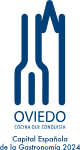 OVIEDO
COCINA QUE CONQUISTA
Capital Española
de la Gastronomía 2024